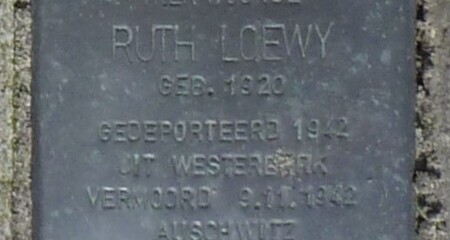 RUTH LOEWY
GEB. 1920
GEDEPORTEERD 1942
UIT WESTERBORK
VERMOORD 9.11.1942
AUSCHWITZ